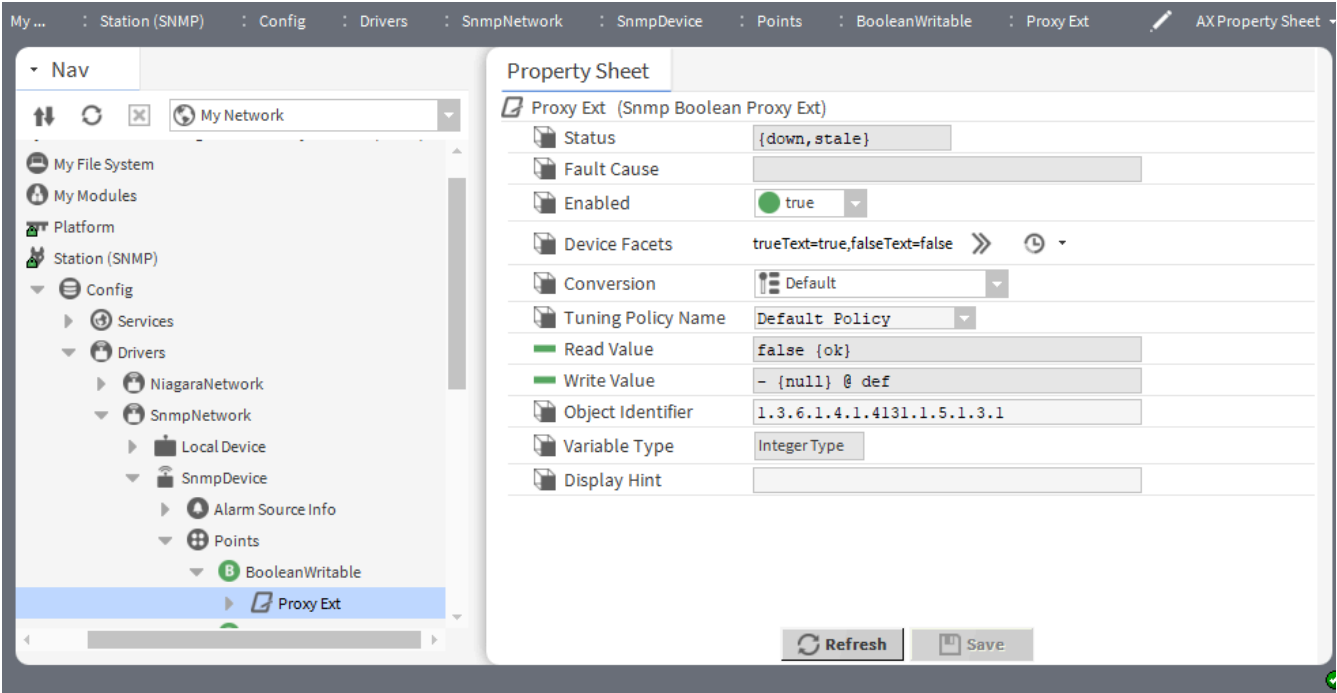 My ... : Station (SNMP) : Config : Drivers : SnmpNetwork : SnmpDevice : Points : BooleanWritable : Proxy Ext AX Property Sheet
Nav
My Network
My File System
My Modules
Platform
Station (SNMP)
Config
Services
Drivers
NiagaraNetwork
SnmpNetwork
Local Device
SnmpDevice
Alarm Source Info
Points
B BooleanWritable
Proxy Ext
Property Sheet
Proxy Ext (Snmp Boolean Proxy Ext)
Status {down,stale}
Fault Cause
Enabled true
Device Facets trueText=true,falseText=false
Conversion Default
Tuning Policy Name Default Policy
Read Value false {ok}
Write Value - {null} @ def
Object Identifier 1.3.6.1.4.1.4131.1.5.1.3.1
Variable Type IntegerType
Display Hint
Refresh Save